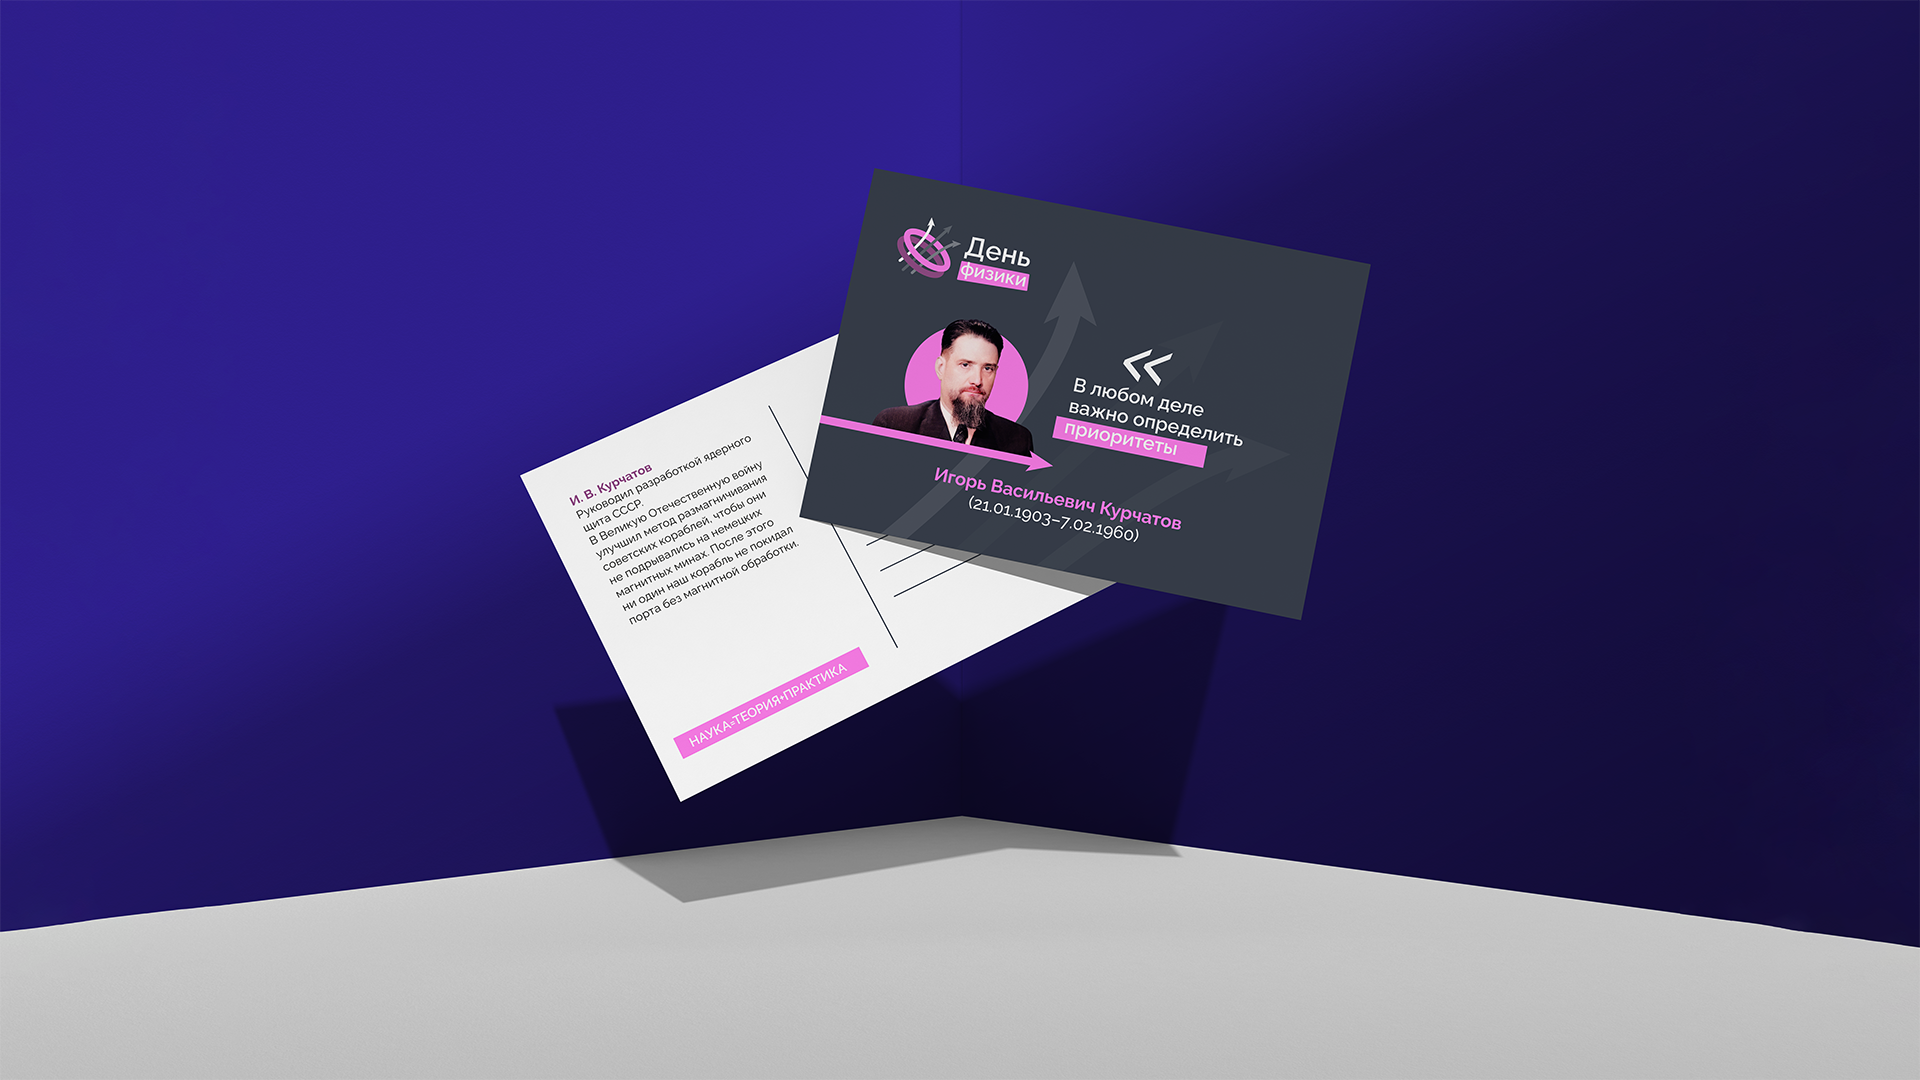 День
физики
«
В любом деле
важно определить
приоритеты
Игорь Васильевич Курчатов
(21.01.1903–7.02.1960)
И. В. Курчатов
Руководил разработкой ядерного
щита СССР.
В Великую Отечественную войну
улучшил метод размагничивания
советских кораблей, чтобы они
не подрывались на немецких
магнитных минах. После этого
ни один наш корабль не покидал
порта без магнитной обработки.
НАУКА=ТЕОРИЯ+ПРАКТИКА